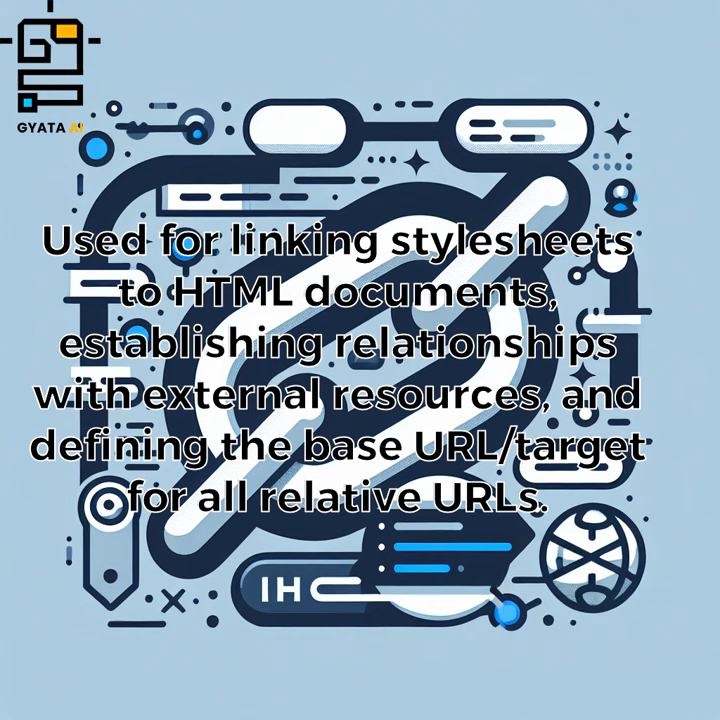 GYATA AI
Used for linking stylesheets
to HTML documents,
establishing relationships
with external resources, and
defining the base URL/target
for all relative URLs.
IH